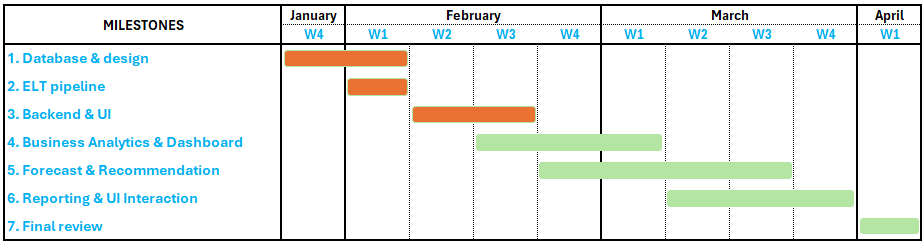 MILESTONES
January February March April
W4 W1 W2 W3 W4 W1 W2 W3 W4 W1
1. Database & design
2. ELT pipeline
3. Backend & UI
4. Business Analytics & Dashboard
5. Forecast & Recommendation
6. Reporting & UI Interaction
7. Final review